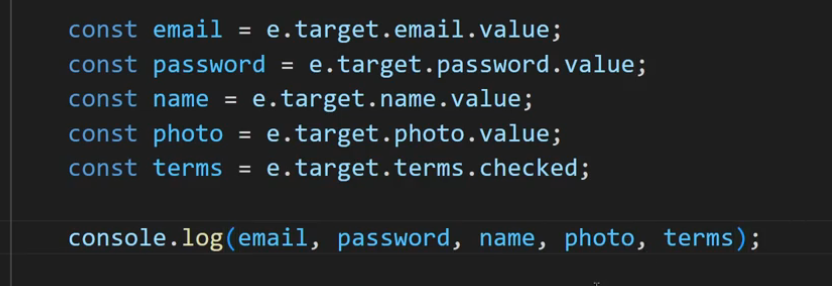 const email = e.target.email.value;
const password = e.target.password.value;
const name = e.target.name.value;
const photo = e.target.photo.value;
const terms = e.target.terms.checked;
console.log(email, password, name, photo, terms);